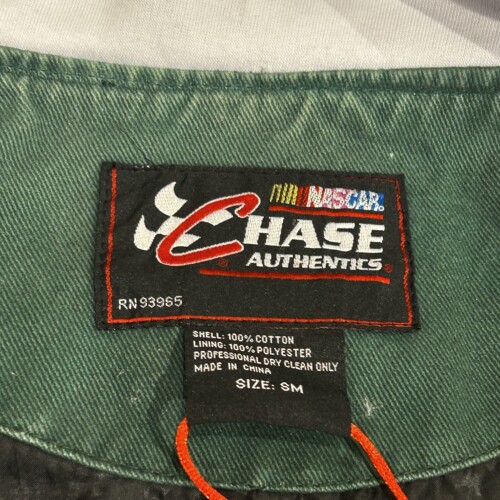 NASCAR®
CHASE
AUTHENTICS®
RN 93965
SHELL: 100% COTTON
LINING: 100% POLYESTER
PROFESSIONAL DRY CLEAN ONLY
MADE IN CHINA
SIZE: SM